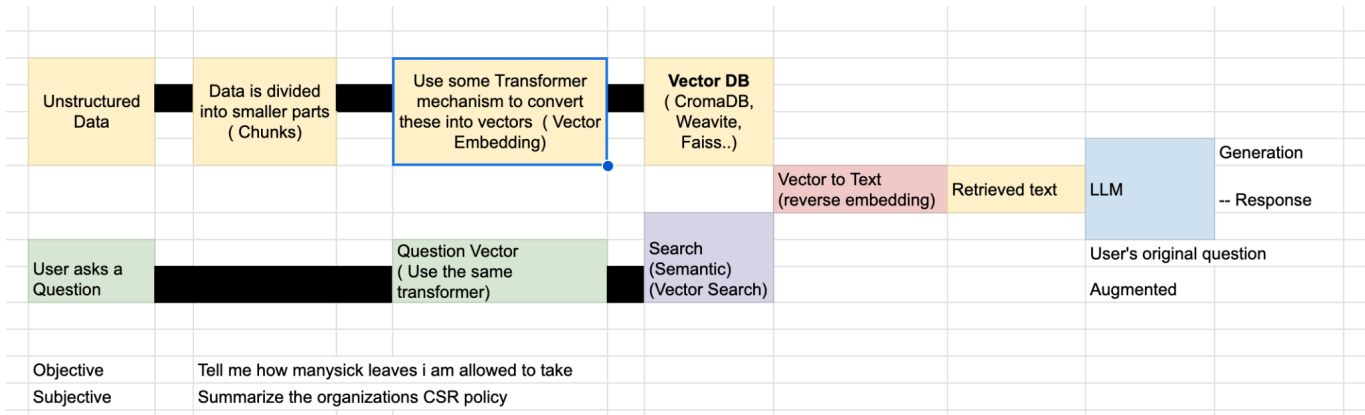 Unstructured
Data
Data is divided
into smaller parts
( Chunks)
Use some Transformer
mechanism to convert
these into vectors  ( Vector
Embedding)
Vector DB
( CromaDB,
Weavite,
Faiss..)
Vector to Text
(reverse embedding)
Retrieved text
LLM
Generation
-- Response
User asks a
Question
Question Vector
( Use the same
transformer)
Search
(Semantic)
(Vector Search)
User's original question
Augmented
Objective
Tell me how manysick leaves i am allowed to take
Subjective
Summarize the organizations CSR policy